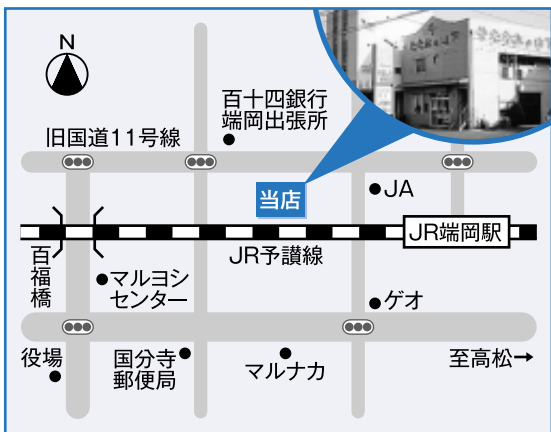 N
百十四銀行
端岡出張所
旧国道11号線
当店
JA
JR端岡駅
JR予讃線
百福橋
マルヨシ
センター
ゲオ
役場
国分寺
郵便局
マルナカ
至高松→